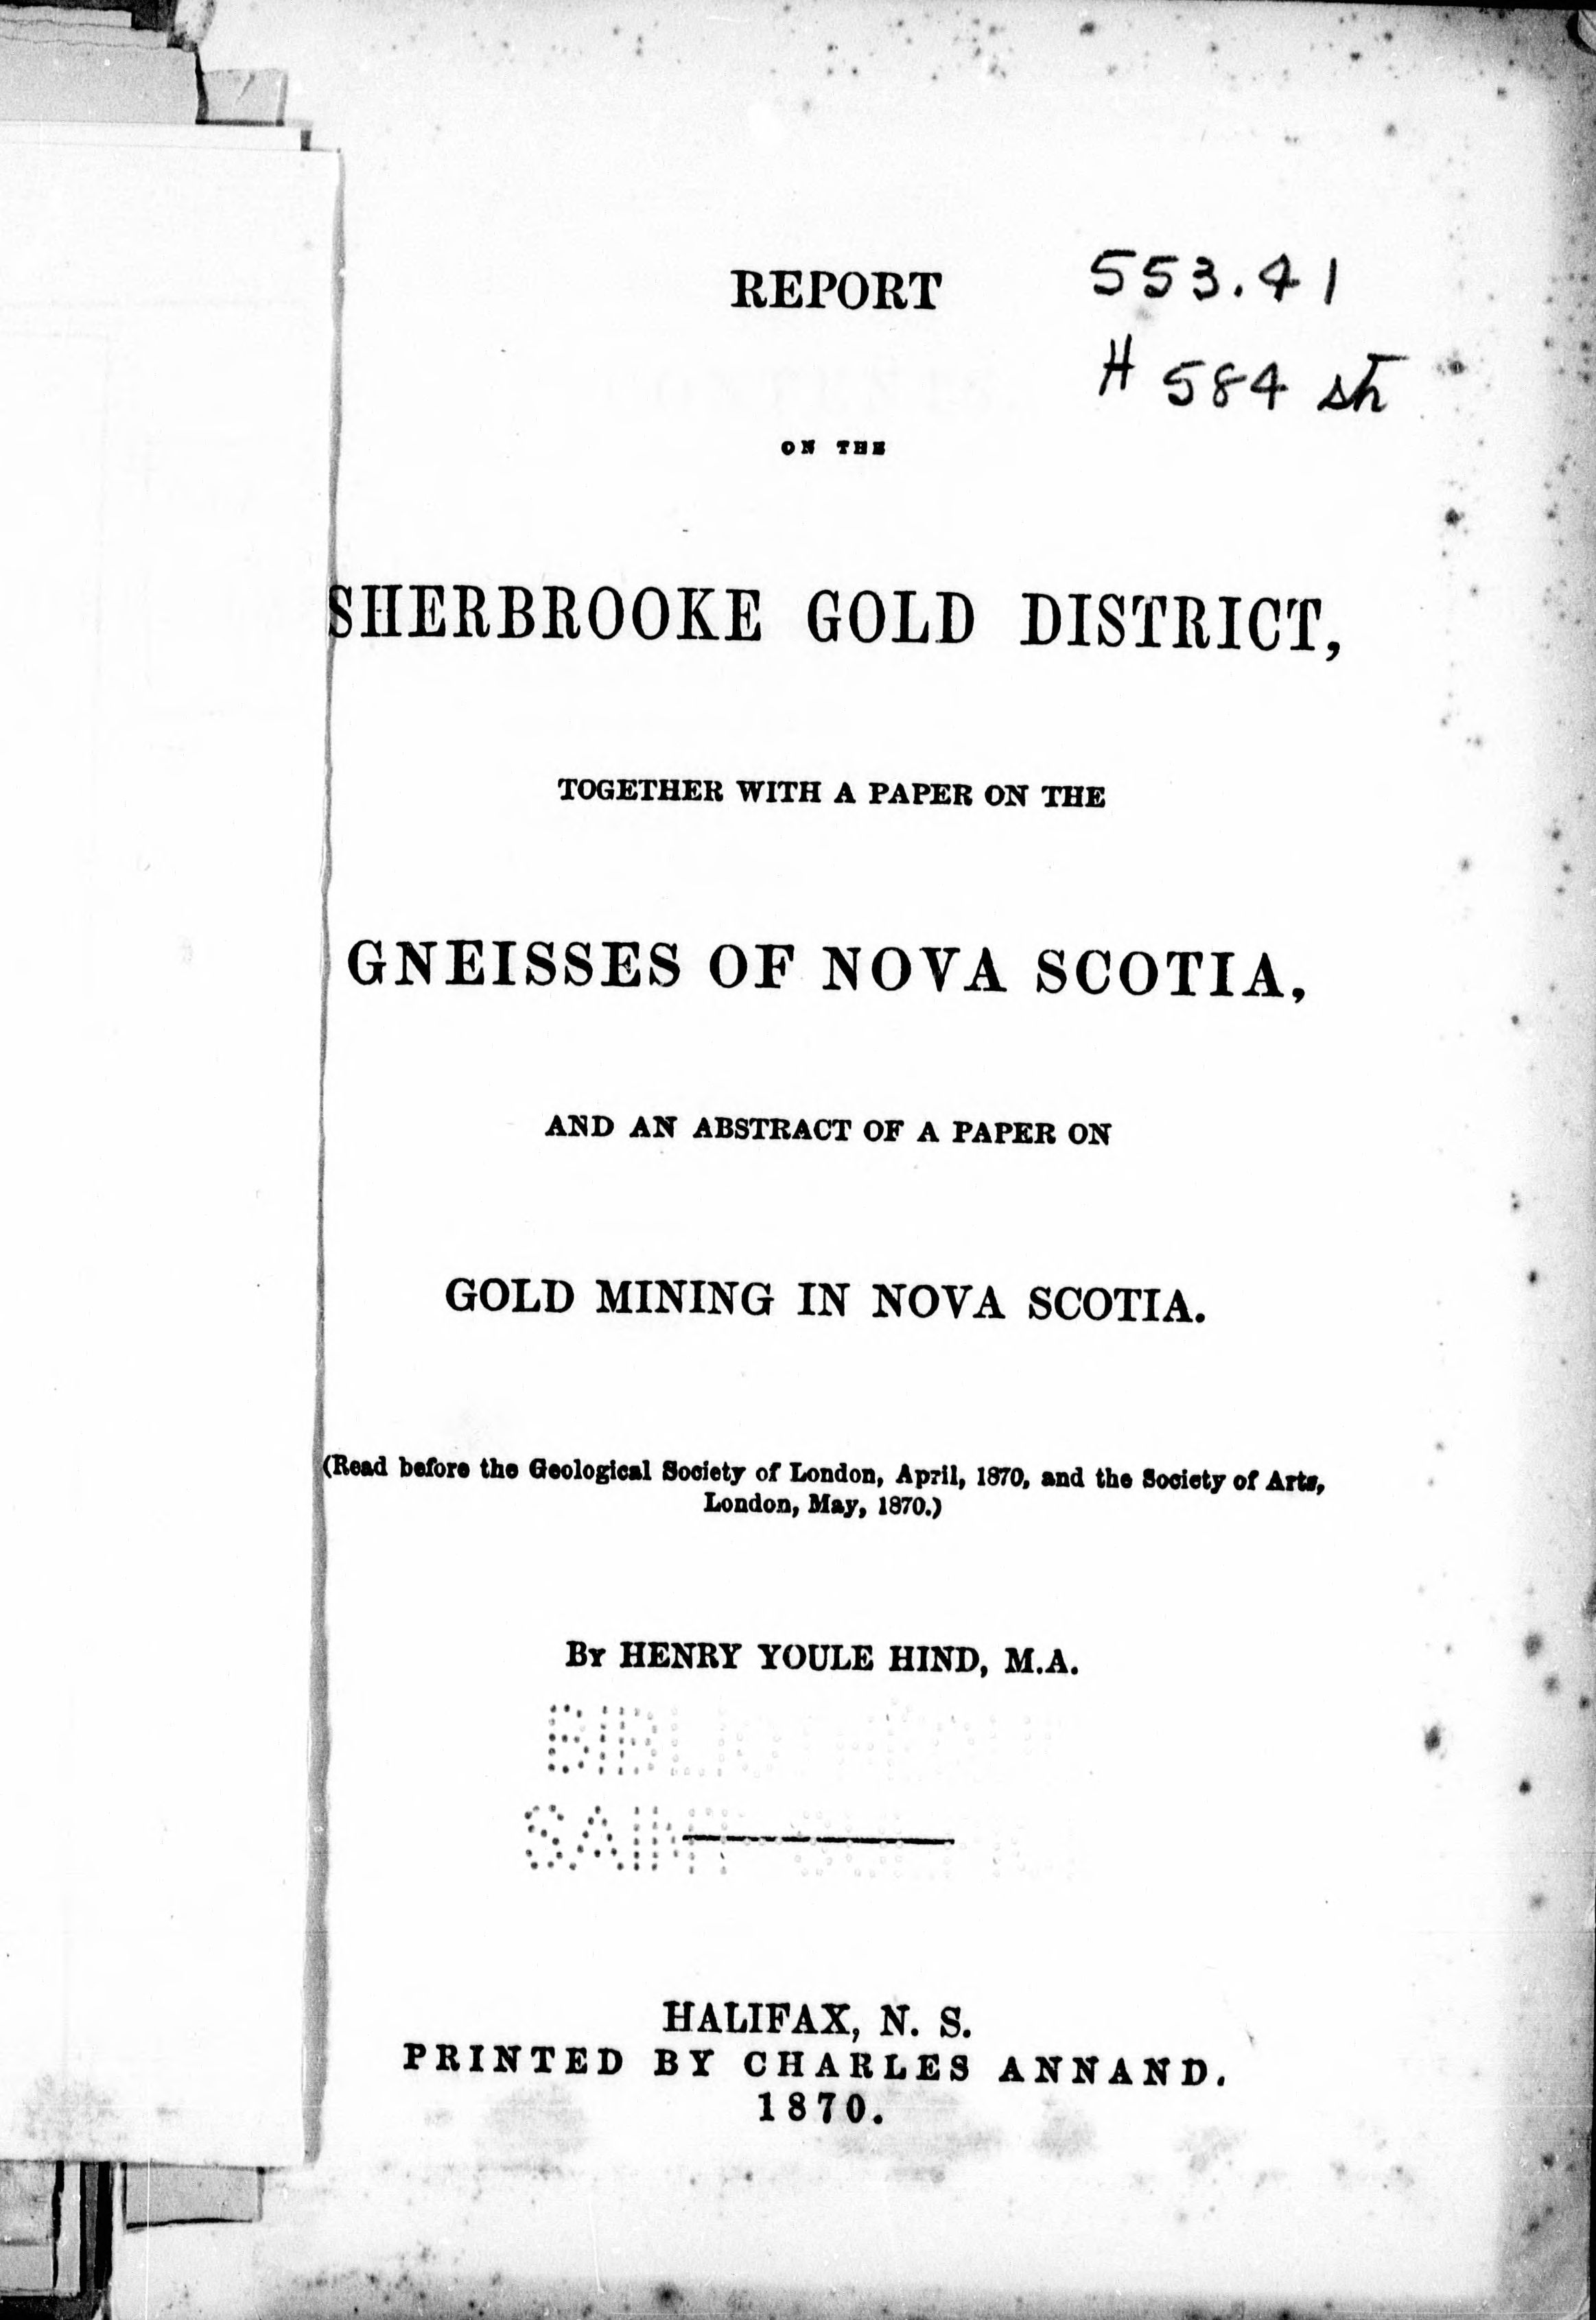 REPORT
553.41
H 584 sh
ON THE
SHERBROOKE GOLD DISTRICT,
TOGETHER WITH A PAPER ON THE
GNEISSES OF NOVA SCOTIA,
AND AN ABSTRACT OF A PAPER ON
GOLD MINING IN NOVA SCOTIA.
(Read before the Geological Society of London, April, 1870, and the Society of Arts,
London, May, 1870.)
By HENRY YOULE HIND, M.A.
SAINT
HALIFAX, N. S.
PRINTED BY CHARLES ANNAND.
1870.